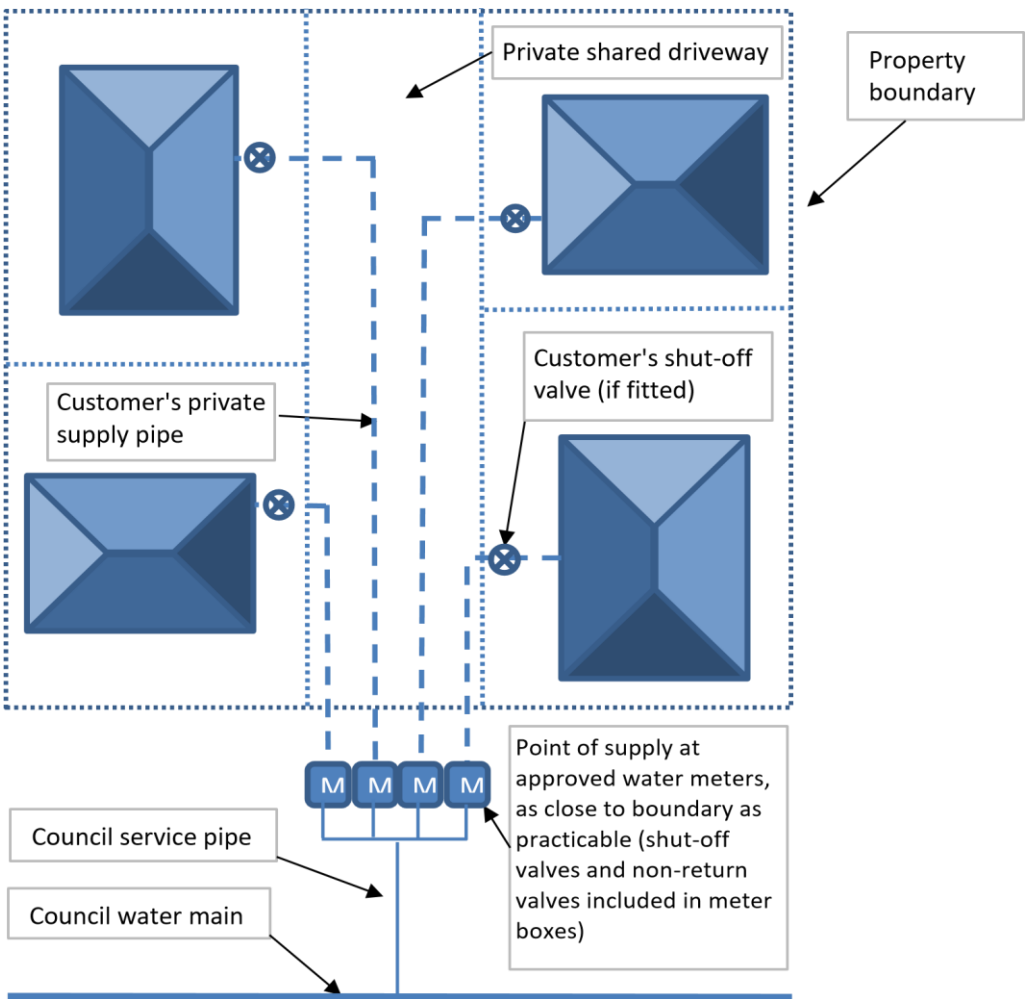 Private shared driveway
Property
boundary
Customer's shut-off
valve (if fitted)
Customer's private
supply pipe
M M M M
Point of supply at
approved water meters,
as close to boundary as
practicable (shut-off
valves and non-return
valves included in meter
boxes)
Council service pipe
Council water main